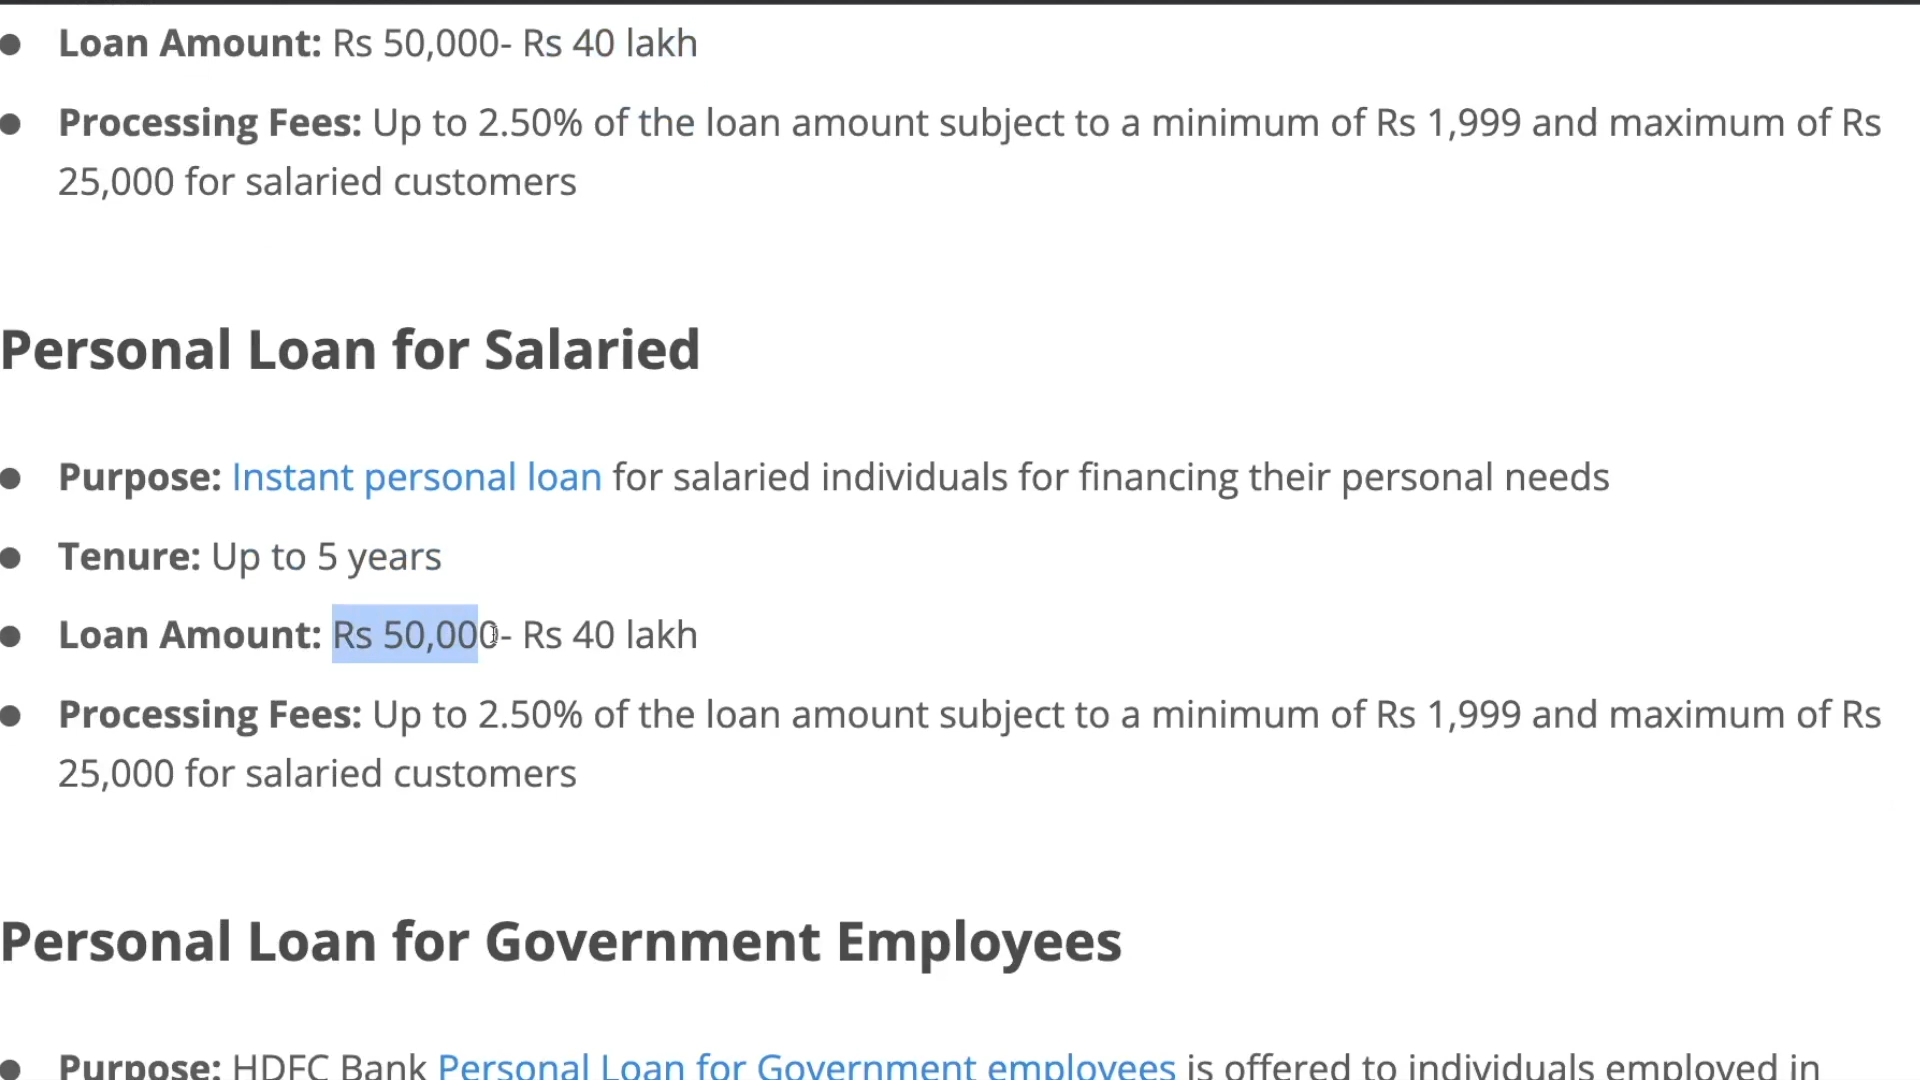 Loan Amount: Rs 50,000- Rs 40 lakh
Processing Fees: Up to 2.50% of the loan amount subject to a minimum of Rs 1,999 and maximum of Rs
25,000 for salaried customers
Personal Loan for Salaried
Purpose: Instant personal loan for salaried individuals for financing their personal needs
Tenure: Up to 5 years
Loan Amount: Rs 50,000- Rs 40 lakh
Processing Fees: Up to 2.50% of the loan amount subject to a minimum of Rs 1,999 and maximum of Rs
25,000 for salaried customers
Personal Loan for Government Employees
Purpose: HDFC Bank Personal Loan for Government employees is offered to individuals employed in